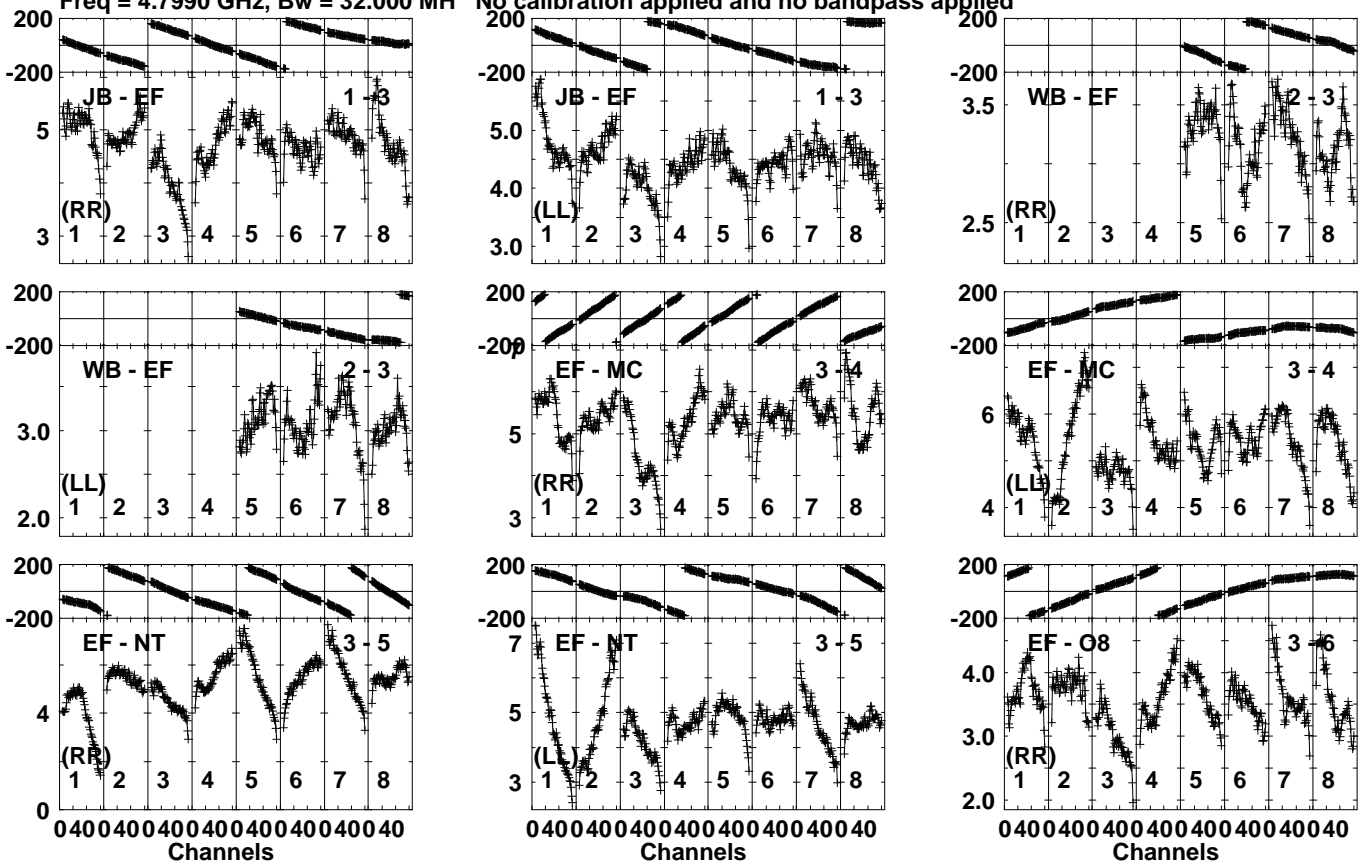 Freq = 4.7990 GHz, Bw = 32.000 MH No calibration applied and no bandpass applied
200
-200
JB - EF 1 - 3
5
3
(RR)
1 2 3 4 5 6 7 8
JB - EF 1 - 3
5.0
4.0
3.0
(LL)
1 2 3 4 5 6 7 8
200
-200
WB - EF 2 - 3
3.5
2.5
(RR)
1 2 3 4 5 6 7 8
200
-200
WB - EF 2 - 3
3.0
2.0
(LL)
1 2 3 4 5 6 7 8
200
-200
EF - MC 3 - 4
7
5
3
(RR)
1 2 3 4 5 6 7 8
200
-200
EF - MC 3 - 4
6
4
(LL)
1 2 3 4 5 6 7 8
200
-200
EF - NT 3 - 5
4
0
(RR)
1 2 3 4 5 6 7 8
0 40 0 40 0 40 0 40 0 40 0 40 0 40 0 40
Channels
200
-200
EF - NT 3 - 5
7
5
3
(LL)
1 2 3 4 5 6 7 8
0 40 0 40 0 40 0 40 0 40 0 40 0 40 0 40
Channels
200
-200
EF - O8 3 - 6
4.0
3.0
2.0
(RR)
1 2 3 4 5 6 7 8
0 40 0 40 0 40 0 40 0 40 0 40 0 40 0 40
Channels